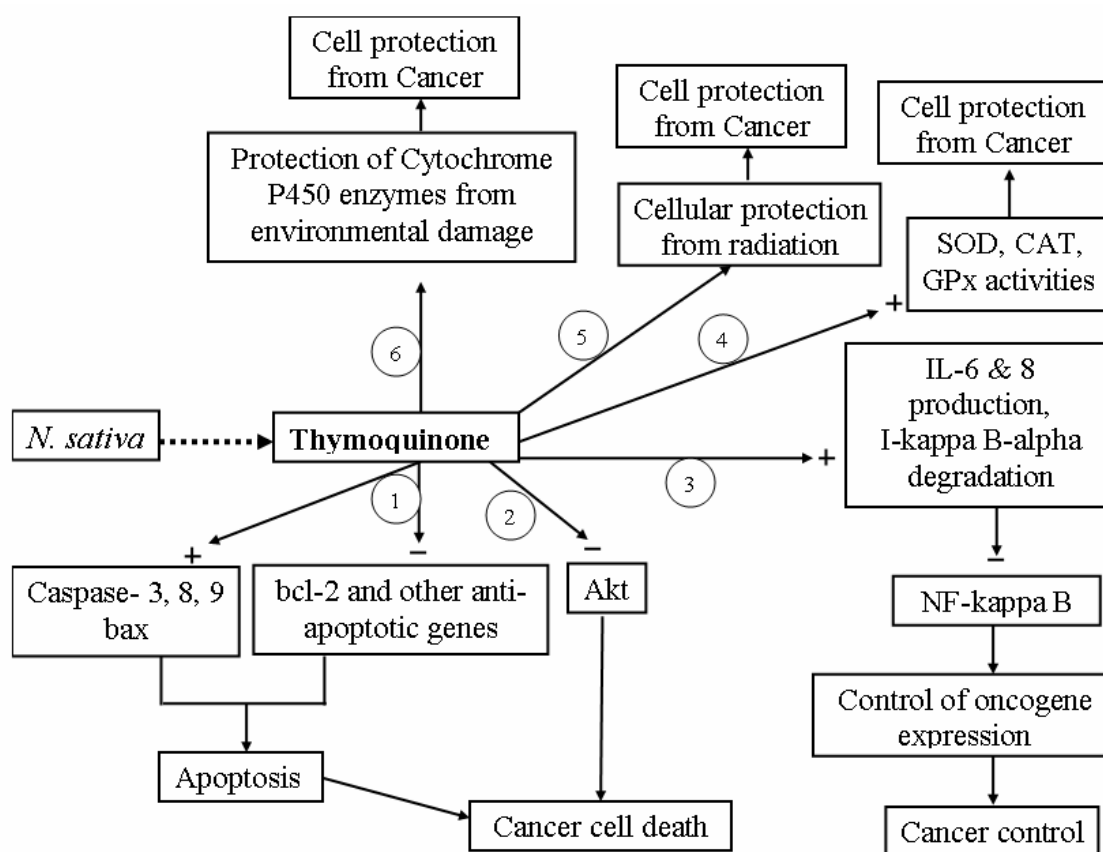 Cell protection
from Cancer
Cell protection
from Cancer
Cell protection
from Cancer
Protection of Cytochrome
P450 enzymes from
environmental damage
Cellular protection
from radiation
SOD, CAT,
GPx activities
+
6
5
4
IL-6 & 8
production,
I-kappa B-alpha
degradation
N. sativa
Thymoquinone
3
+
1
2
+
−
−
−
Caspase- 3, 8, 9
bax
bcl-2 and other anti-
apoptotic genes
Akt
NF-kappa B
Control of oncogene
expression
Apoptosis
Cancer cell death
Cancer control